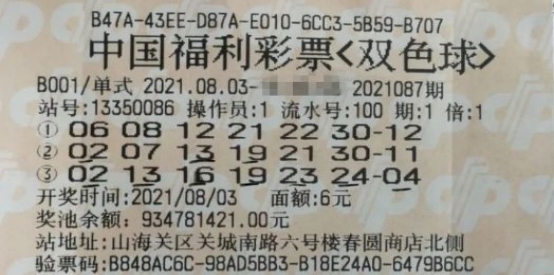 B47A-43EE-D87A-E010-6CC3-5B59-B707
中国福利彩票<双色球>
B001/单式 2021.08.03- 2021087期
站号:13350086 操作员:1 流水号:100 期:1 倍:1
① 06 08 12 21 22 30-12
② 02 07 13 19 21 30-11
③ 02 13 16 19 23 24-04
开奖时间:2021/08/03 面额:6元
奖池余额: 934781421.00元
站地址:山海关区关城南路六号楼春圆商店北侧
验票码:B848AC6C-98AD5BB3-B18E24A0-6479B6CC